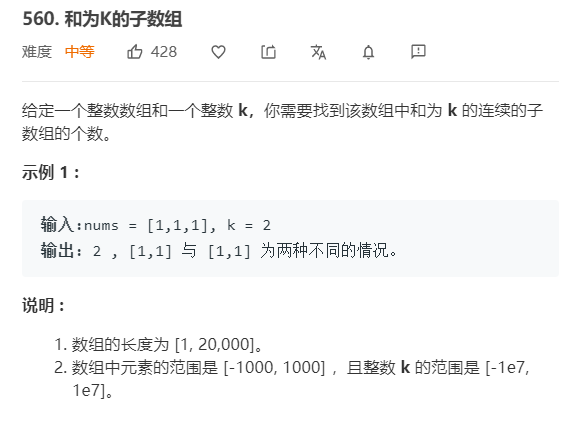 560. 和为K的子数组
难度 中等 428
给定一个整数数组和一个整数 k，你需要找到该数组中和为 k 的连续的子
数组的个数。
示例 1 :
输入:nums = [1,1,1], k = 2
输出: 2 , [1,1] 与 [1,1] 为两种不同的情况。
说明 :
1. 数组的长度为 [1, 20,000]。
2. 数组中元素的范围是 [-1000, 1000] ，且整数 k 的范围是 [-1e7,
1e7]。